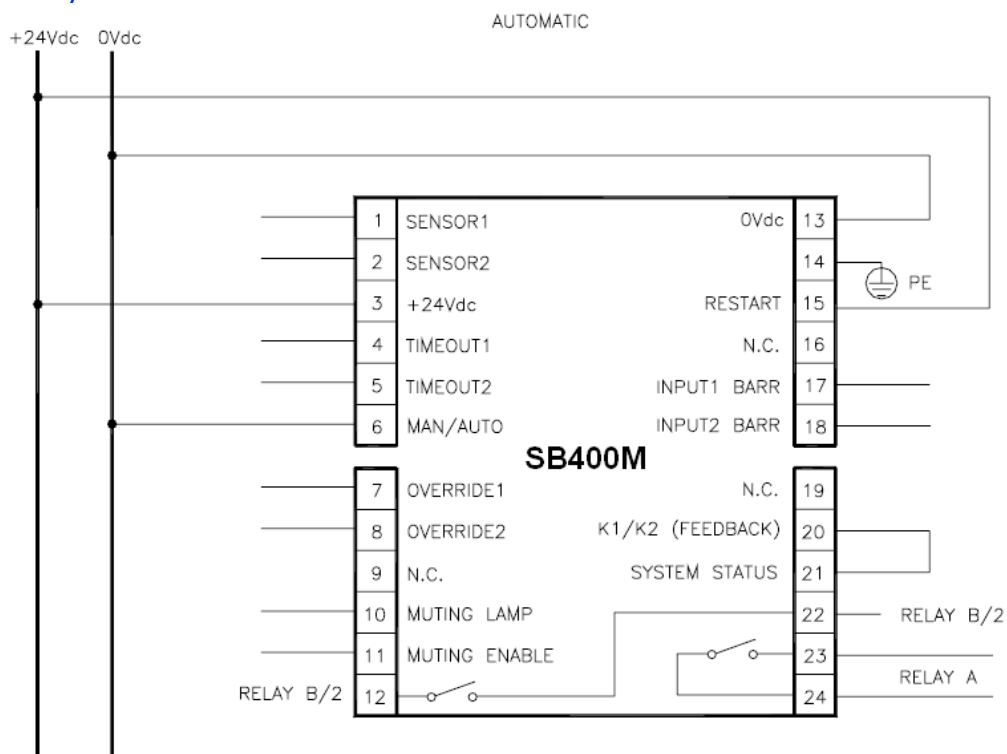 AUTOMATIC
+24Vdc 0Vdc
1 SENSOR1
2 SENSOR2
3 +24Vdc
4 TIMEOUT1
5 TIMEOUT2
6 MAN/AUTO
0Vdc 13
14 PE
RESTART 15
N.C. 16
INPUT1 BARR 17
INPUT2 BARR 18
SB400M
7 OVERRIDE1
8 OVERRIDE2
9 N.C.
10 MUTING LAMP
11 MUTING ENABLE
RELAY B/2 12
N.C. 19
K1/K2 (FEEDBACK) 20
SYSTEM STATUS 21
22 RELAY B/2
23
RELAY A
24